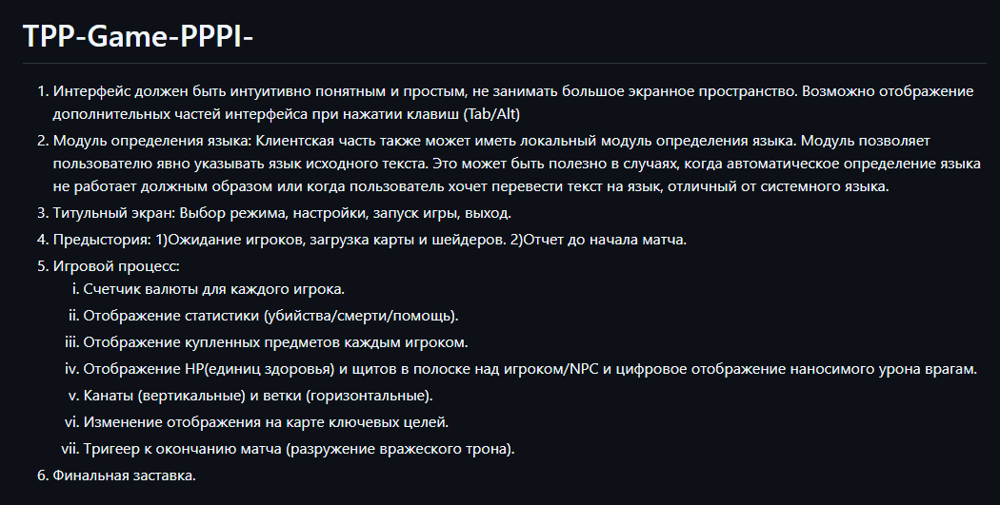 TPP-Game-PPPI-
1. Интерфейс должен быть интуитивно понятным и простым, не занимать большое экранное пространство. Возможно отображение
дополнительных частей интерфейса при нажатии клавиш (Tab/Alt)
2. Модуль определения языка: Клиентская часть также может иметь локальный модуль определения языка. Модуль позволяет
пользователю явно указывать язык исходного текста. Это может быть полезно в случаях, когда автоматическое определение языка
не работает должным образом или когда пользователь хочет перевести текст на язык, отличный от системного языка.
3. Титульный экран: Выбор режима, настройки, запуск игры, выход.
4. Предыстория: 1)Ожидание игроков, загрузка карты и шейдеров. 2)Отчет до начала матча.
5. Игровой процесс:
i. Счетчик валюты для каждого игрока.
ii. Отображение статистики (убийства/смерти/помощь).
iii. Отображение купленных предметов каждым игроком.
iv. Отображение HP(единиц здоровья) и щитов в полоске над игроком/NPC и цифровое отображение наносимого урона врагам.
v. Канаты (вертикальные) и ветки (горизонтальные).
vi. Изменение отображения на карте ключевых целей.
vii. Тригеер к окончанию матча (разружение вражеского трона).
6. Финальная заставка.